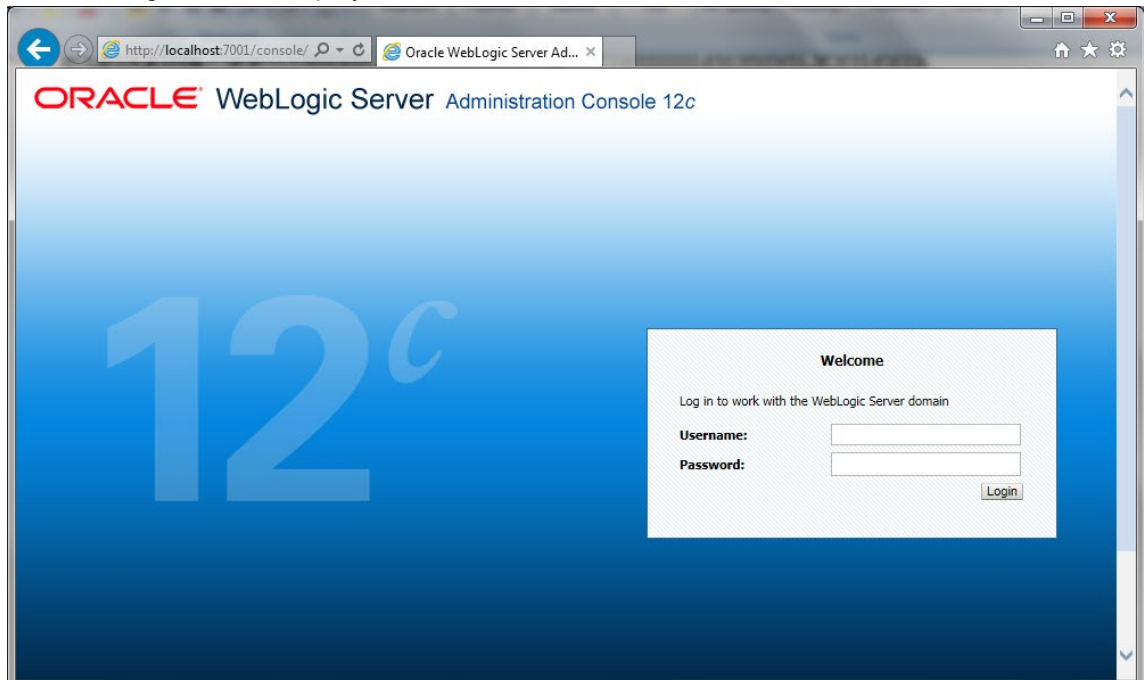 http://localhost:7001/console/
Oracle WebLogic Server Ad...
ORACLE WebLogic Server Administration Console 12c
12c
Welcome
Log in to work with the WebLogic Server domain
Username:
Password:
Login